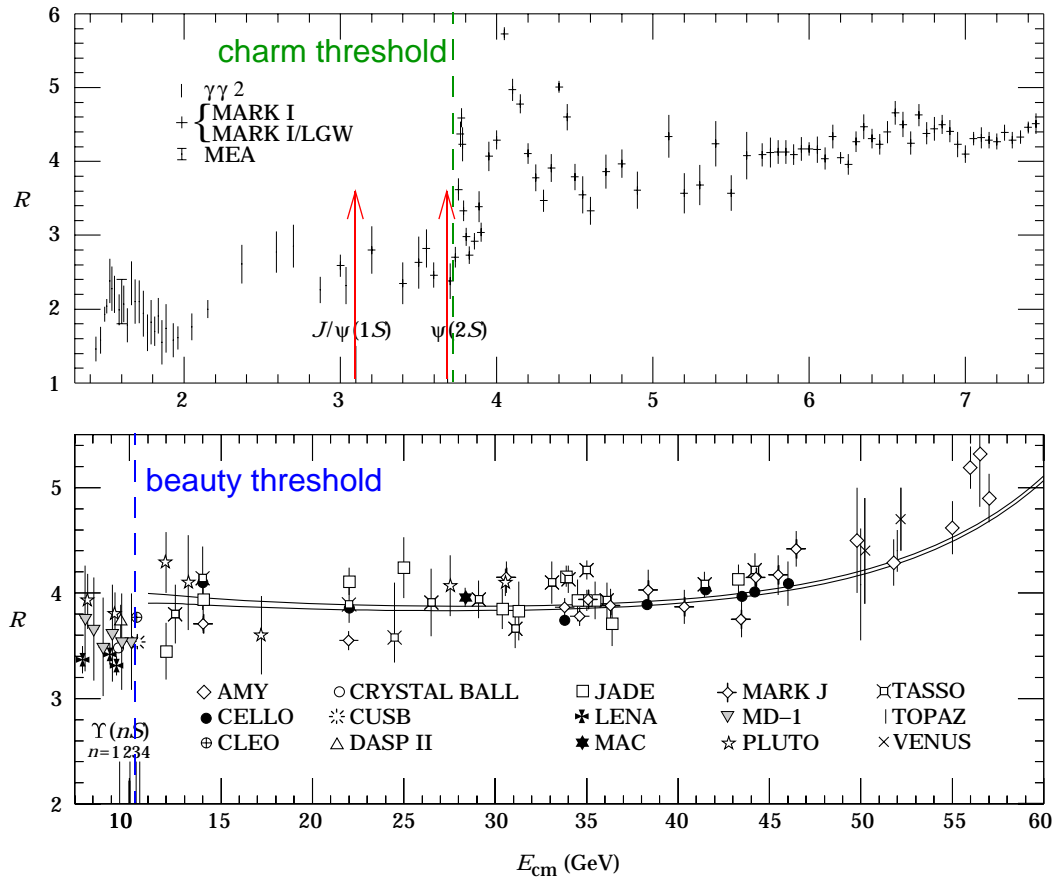 6
5
4
3
2
1
R
charm threshold
γγ 2
MARK I
MARK I/LGW
MEA
J/ψ(1S)
ψ(2S)
2 3 4 5 6 7
5
4
3
2
R
beauty threshold
AMY
CELLO
CLEO
CRYSTAL BALL
CUSB
DASP II
JADE
LENA
MAC
MARK J
MD–1
PLUTO
TASSO
TOPAZ
VENUS
ϒ(nS)
n=1 234
10 15 20 25 30 35 40 45 50 55 60
Ecm (GeV)